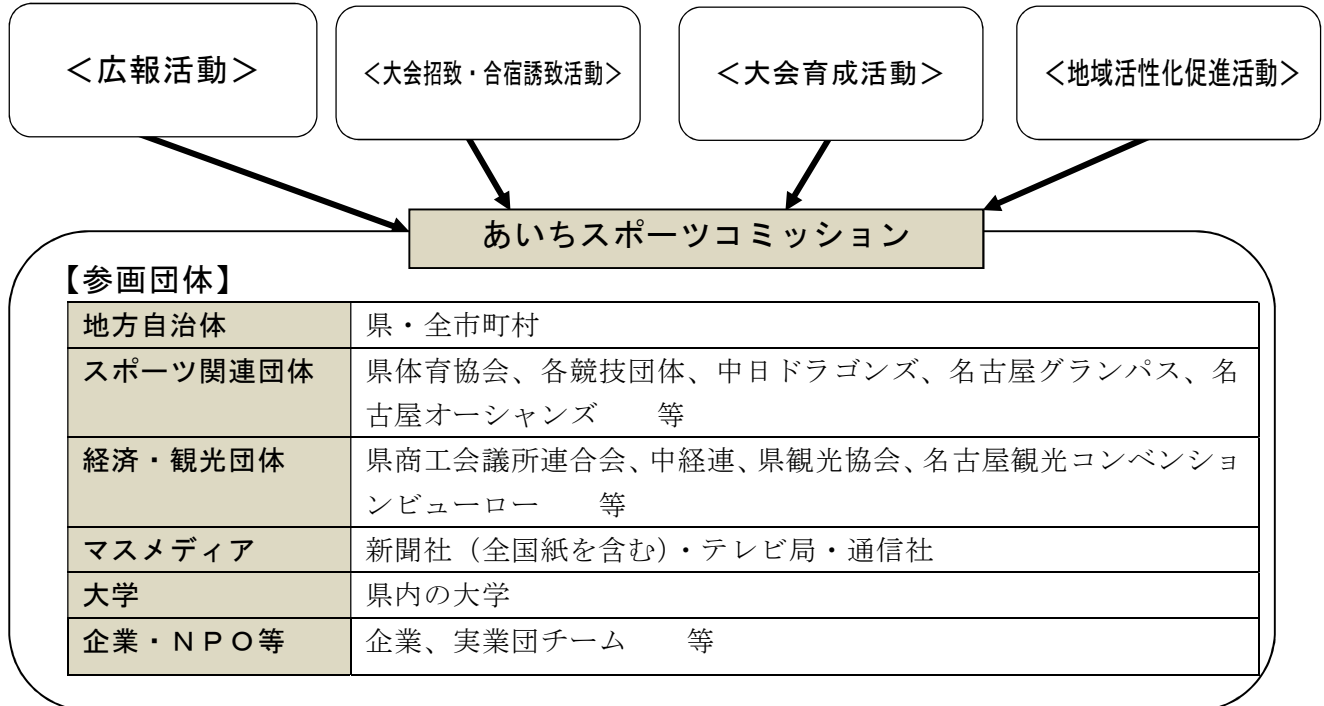 ＜広報活動＞
＜大会招致・合宿誘致活動＞
＜大会育成活動＞
＜地域活性化促進活動＞
あいちスポーツコミッション
【参画団体】
地方自治体 県・全市町村
スポーツ関連団体 県体育協会、各競技団体、中日ドラゴンズ、名古屋グランパス、名
古屋オーシャンズ　　等
経済・観光団体 県商工会議所連合会、中経連、県観光協会、名古屋観光コンベンショ
ンビューロー　　等
マスメディア 新聞社（全国紙を含む）・テレビ局・通信社
大学 県内の大学
企業・ＮＰＯ等 企業、実業団チーム　　等